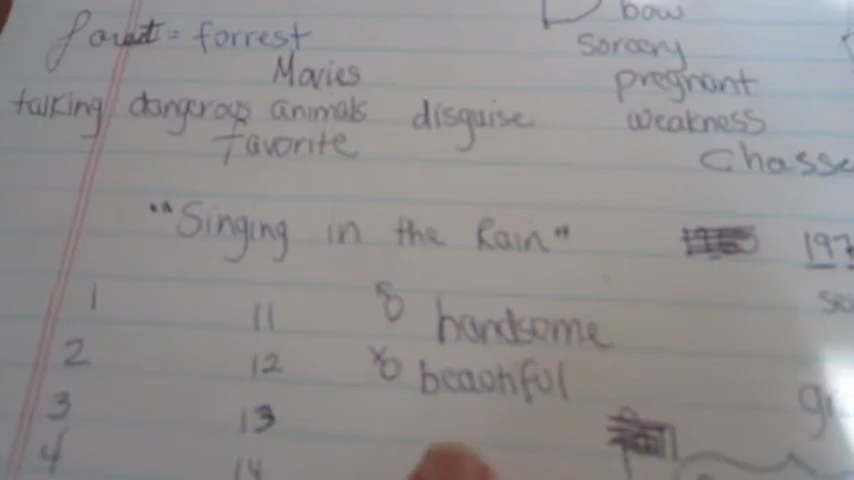 bow
= forrest
sorcery
Movies
pregnant
talking dangerous animals disguise weakness
favorite
Chasse
"Singing in the Rain"
197
1 11 handsome
2 12 beautiful
3 13
4 14